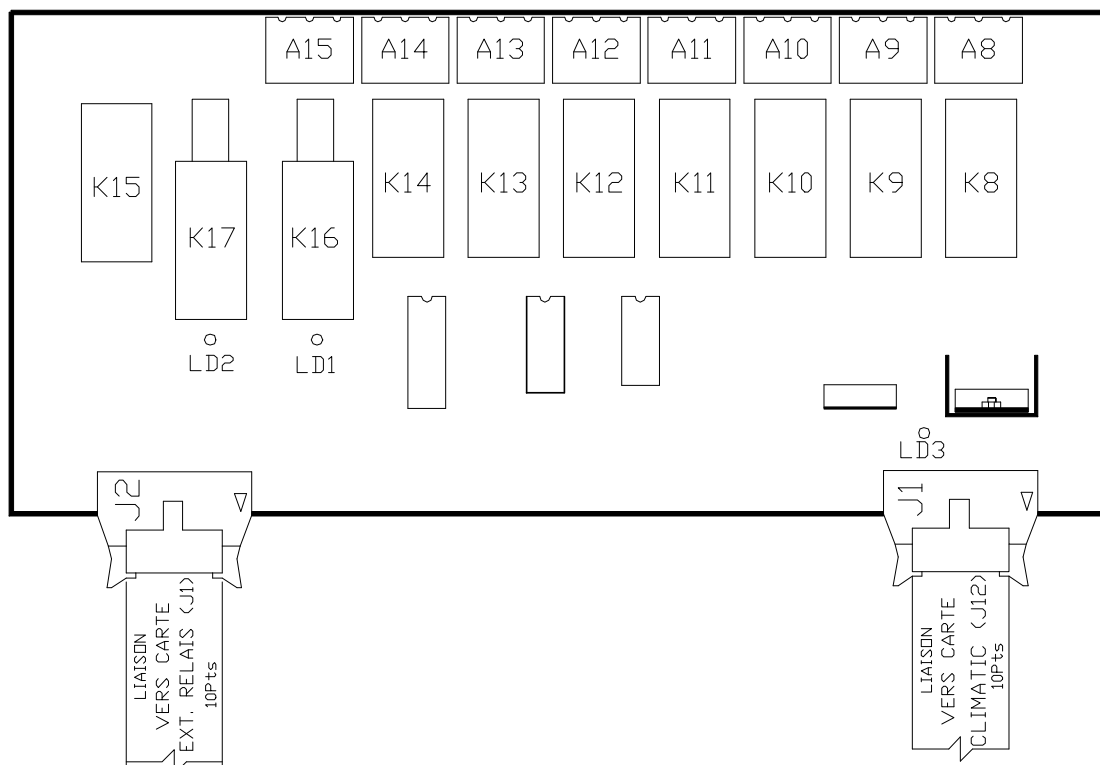 A15
A14
A13
A12
A11
A10
A9
A8
K15
K17
K16
K14
K13
K12
K11
K10
K9
K8
LD2
LD1
LD3
J2
J1
LIAISON
VERS CARTE
EXT. RELAIS (J1)
10Pts
LIAISON
VERS CARTE
CLIMATIC (J12)
10Pts